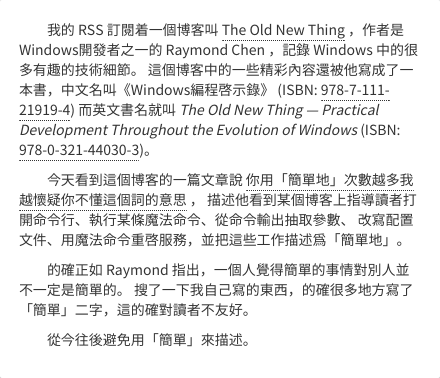 我的 RSS 訂閱着一個博客叫 The Old New Thing ，作者是
Windows開發者之一的 Raymond Chen ，記錄 Windows 中的很
多有趣的技術細節。 這個博客中的一些精彩內容還被他寫成了一
本書，中文名叫《Windows編程啓示錄》 (ISBN: 978-7-111-
21919-4) 而英文書名就叫 The Old New Thing — Practical
Development Throughout the Evolution of Windows (ISBN:
978-0-321-44030-3)。
今天看到這個博客的一篇文章說 你用「簡單地」次數越多我
越懷疑你不懂這個詞的意思 ， 描述他看到某個博客上指導讀者打
開命令行、執行某條魔法命令、從命令輸出抽取參數、 改寫配置
文件、用魔法命令重啓服務，並把這些工作描述爲「簡單地」。
的確正如 Raymond 指出，一個人覺得簡單的事情對別人並
不一定是簡單的。 搜了一下我自己寫的東西，的確很多地方寫了
「簡單」二字，這的確對讀者不友好。
從今往後避免用「簡單」來描述。